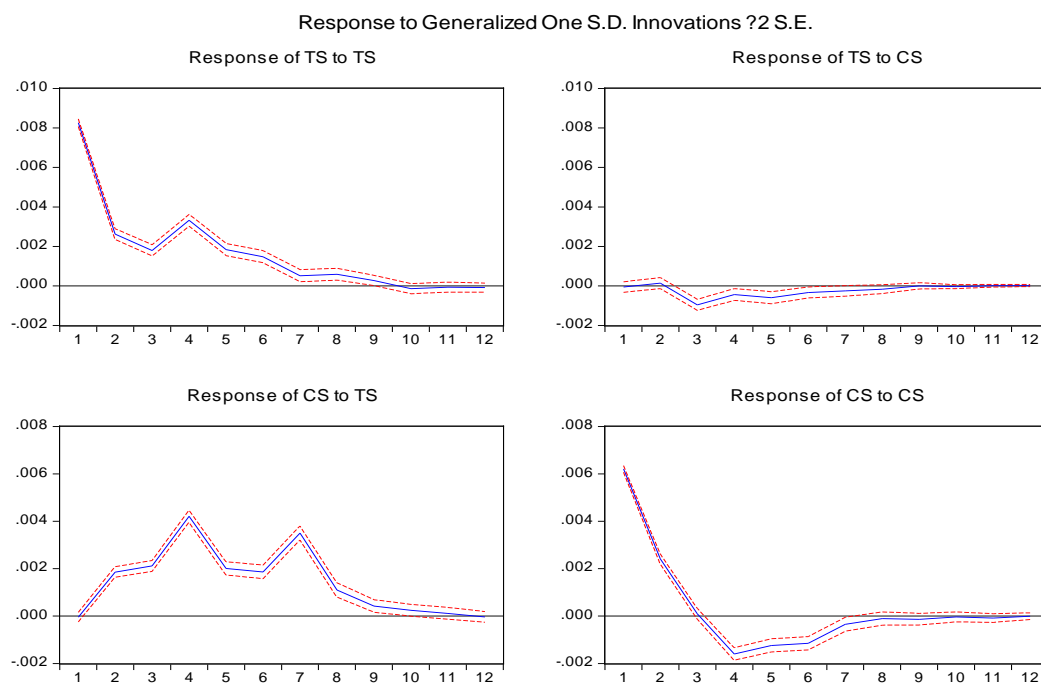 Response to Generalized One S.D. Innovations ?2 S.E.
Response of TS to TS
.010
.008
.006
.004
.002
.000
-.002
1 2 3 4 5 6 7 8 9 10 11 12
Response of TS to CS
.010
.008
.006
.004
.002
.000
-.002
1 2 3 4 5 6 7 8 9 10 11 12
Response of CS to TS
.008
.006
.004
.002
.000
-.002
1 2 3 4 5 6 7 8 9 10 11 12
Response of CS to CS
.008
.006
.004
.002
.000
-.002
1 2 3 4 5 6 7 8 9 10 11 12